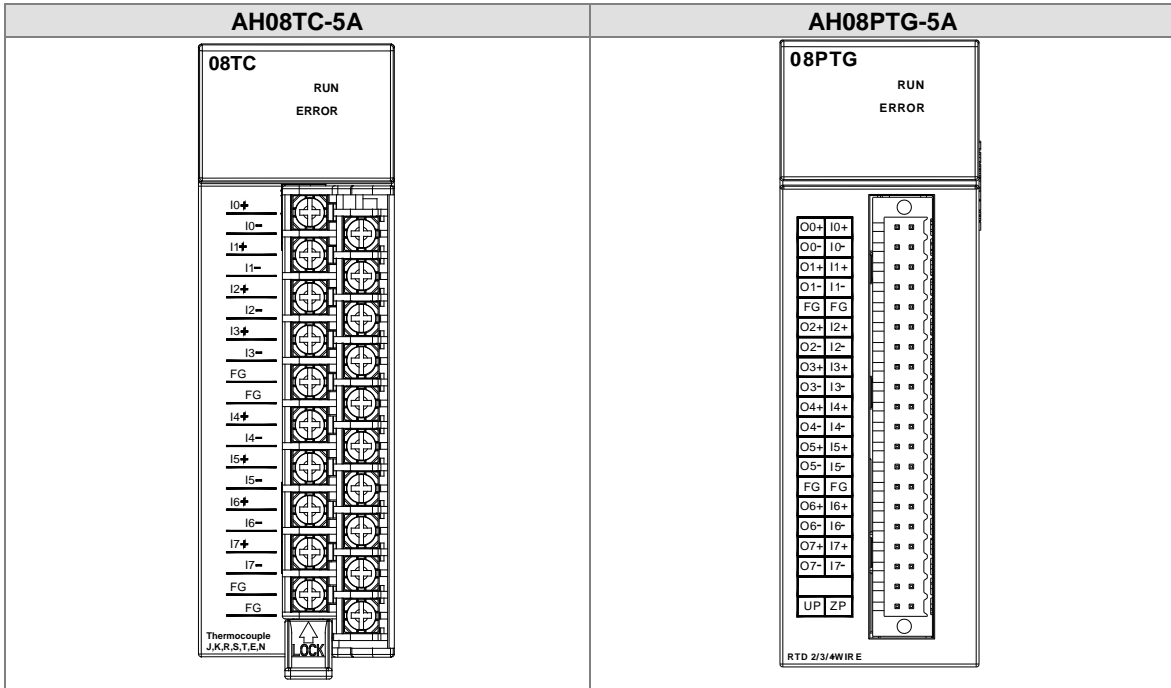 AH08TC-5A
08TC
RUN
ERROR
I0+
I0-
I1+
I1-
I2+
I2-
I3+
I3-
FG
FG
I4+
I4-
I5+
I5-
I6+
I6-
I7+
I7-
FG
FG
Thermocouple
J,K,R,S,T,E,N
LOCK
AH08PTG-5A
08PTG
RUN
ERROR
O0+ I0+
O0- I0-
O1+ I1+
O1- I1-
FG FG
O2+ I2+
O2- I2-
O3+ I3+
O3- I3-
O4+ I4+
O4- I4-
O5+ I5+
O5- I5-
FG FG
O6+ I6+
O6- I6-
O7+ I7+
O7- I7-
UP ZP
RTD 2/3/4WIRE